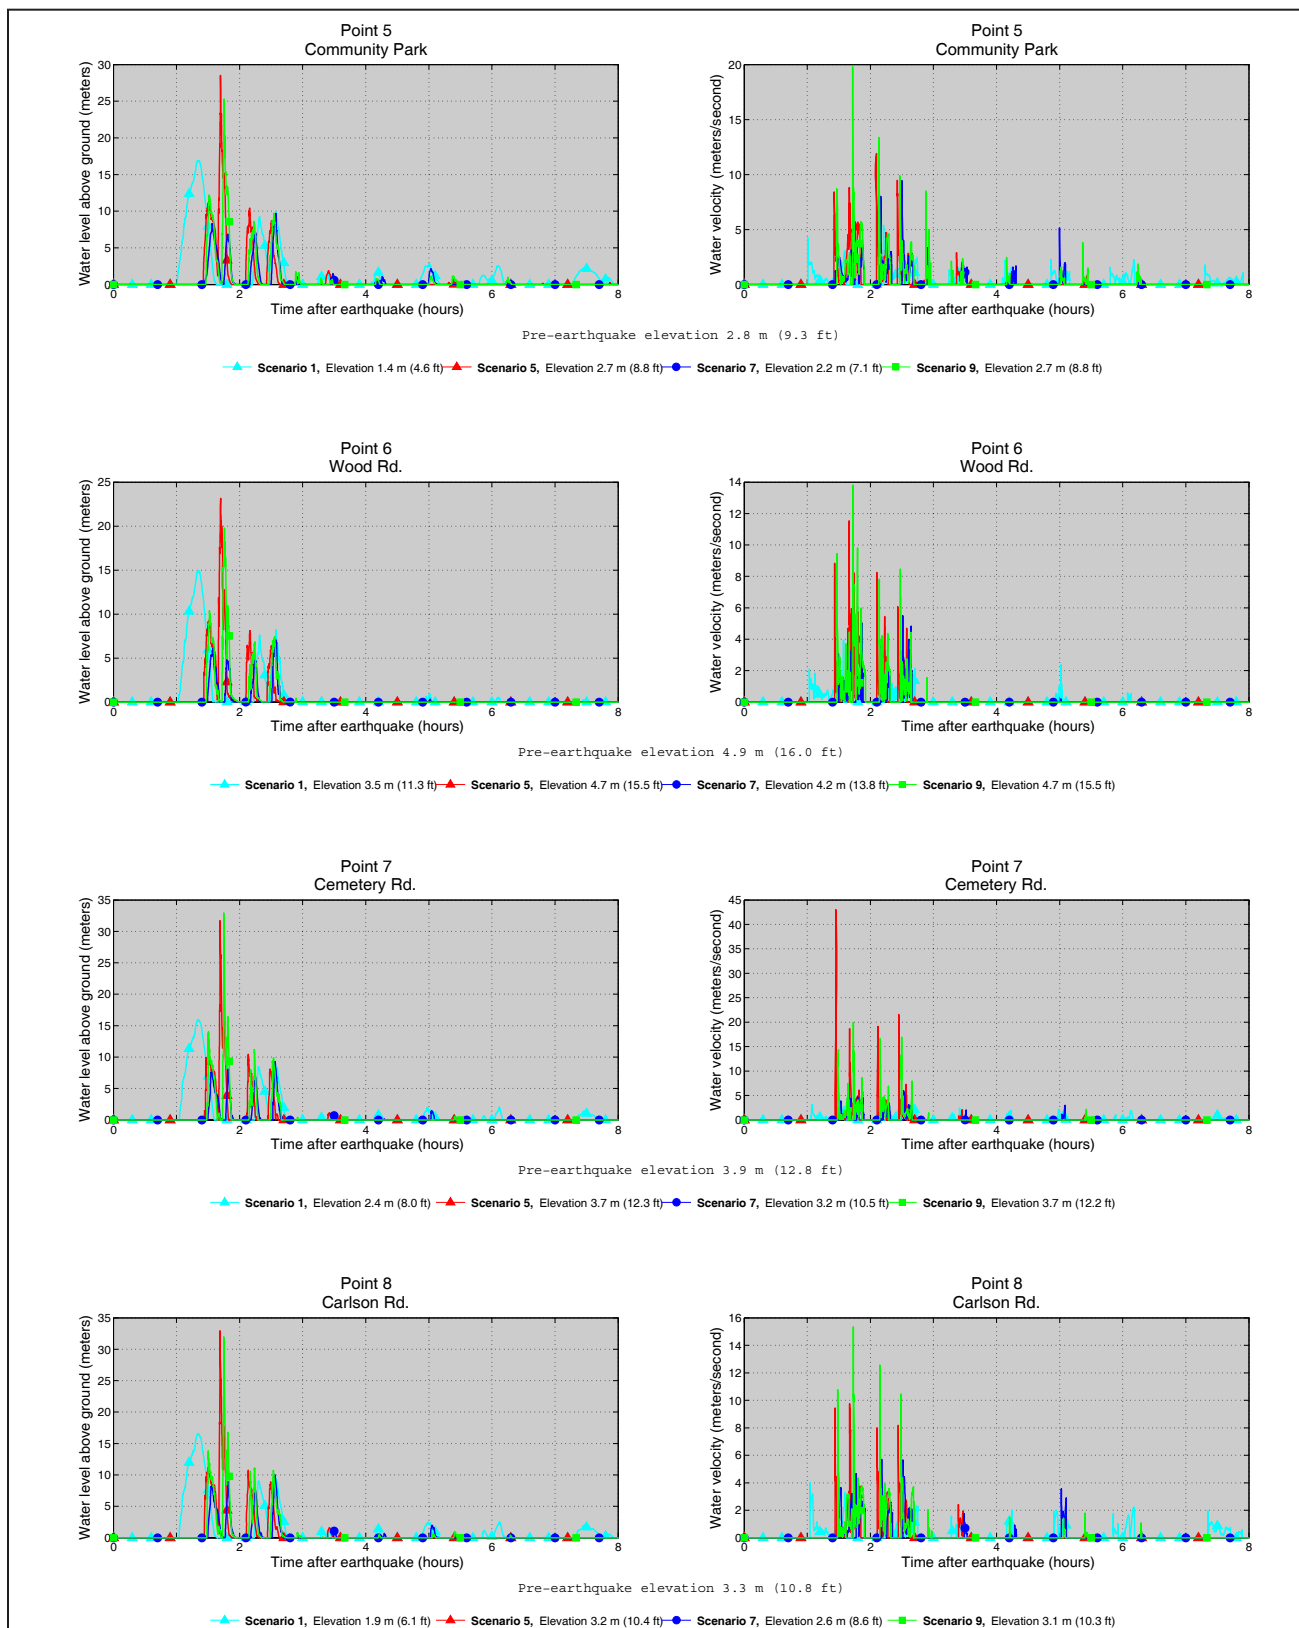 Point 5
Community Park
Water level above ground (meters)
30
25
20
15
10
5
0
0 2 4 6 8
Time after earthquake (hours)
Point 5
Community Park
Water velocity (meters/second)
20
15
10
5
0
0 2 4 6 8
Time after earthquake (hours)
Pre-earthquake elevation 2.8 m (9.3 ft)
Scenario 1, Elevation 1.4 m (4.6 ft) Scenario 5, Elevation 2.7 m (8.8 ft) Scenario 7, Elevation 2.2 m (7.1 ft) Scenario 9, Elevation 2.7 m (8.8 ft)
Point 6
Wood Rd.
Water level above ground (meters)
25
20
15
10
5
0
0 2 4 6 8
Time after earthquake (hours)
Point 6
Wood Rd.
Water velocity (meters/second)
14
12
10
8
6
4
2
0
0 2 4 6 8
Time after earthquake (hours)
Pre-earthquake elevation 4.9 m (16.0 ft)
Scenario 1, Elevation 3.5 m (11.3 ft) Scenario 5, Elevation 4.7 m (15.5 ft) Scenario 7, Elevation 4.2 m (13.8 ft) Scenario 9, Elevation 4.7 m (15.5 ft)
Point 7
Cemetery Rd.
Water level above ground (meters)
35
30
25
20
15
10
5
0
0 2 4 6 8
Time after earthquake (hours)
Point 7
Cemetery Rd.
Water velocity (meters/second)
45
40
35
30
25
20
15
10
5
0
0 2 4 6 8
Time after earthquake (hours)
Pre-earthquake elevation 3.9 m (12.8 ft)
Scenario 1, Elevation 2.4 m (8.0 ft) Scenario 5, Elevation 3.7 m (12.3 ft) Scenario 7, Elevation 3.2 m (10.5 ft) Scenario 9, Elevation 3.7 m (12.2 ft)
Point 8
Carlson Rd.
Water level above ground (meters)
35
30
25
20
15
10
5
0
0 2 4 6 8
Time after earthquake (hours)
Point 8
Carlson Rd.
Water velocity (meters/second)
16
14
12
10
8
6
4
2
0
0 2 4 6 8
Time after earthquake (hours)
Pre-earthquake elevation 3.3 m (10.8 ft)
Scenario 1, Elevation 1.9 m (6.1 ft) Scenario 5, Elevation 3.2 m (10.4 ft) Scenario 7, Elevation 2.6 m (8.6 ft) Scenario 9, Elevation 3.1 m (10.3 ft)